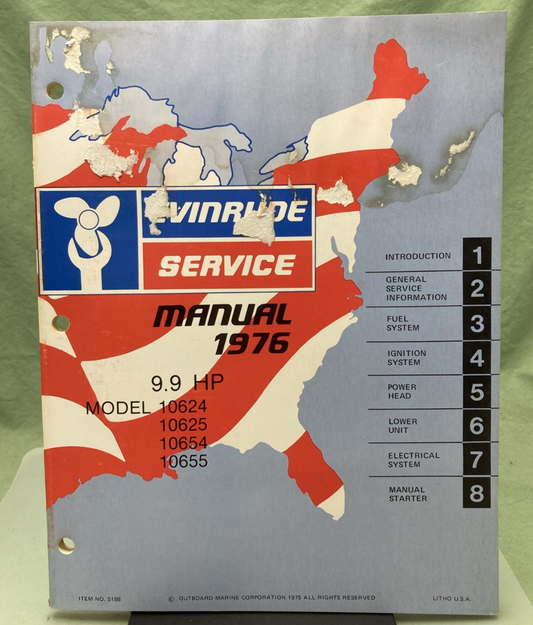 EVINRUDE
SERVICE
MANUAL
1976
9.9 HP
MODEL 10624
10625
10654
10655
INTRODUCTION 1
GENERAL
SERVICE
INFORMATION 2
FUEL
SYSTEM 3
IGNITION
SYSTEM 4
POWER
HEAD 5
LOWER
UNIT 6
ELECTRICAL
SYSTEM 7
MANUAL
STARTER 8
ITEM NO. 5188
© OUTBOARD MARINE CORPORATION 1975 ALL RIGHTS RESERVED
LITHO U.S.A.